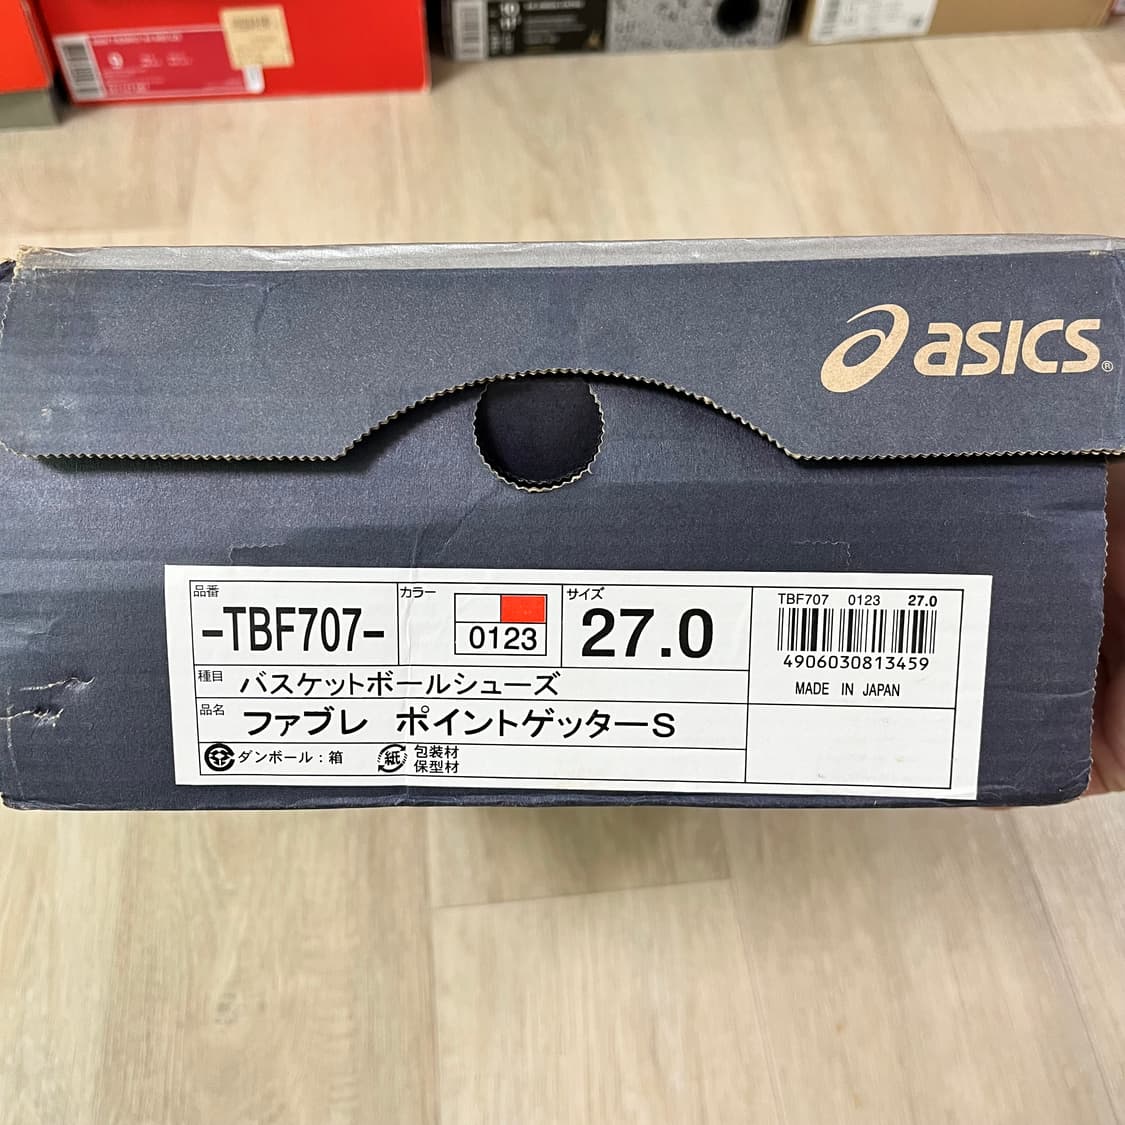 asics®
品番
-TBF707-
カラー
0123
サイズ
27.0
TBF707 0123 27.0
4906030813459
MADE IN JAPAN
種目
バスケットボールシューズ
品名
ファブレ ポイントゲッターS
ダンボール:箱
紙
包装材
保型材
9